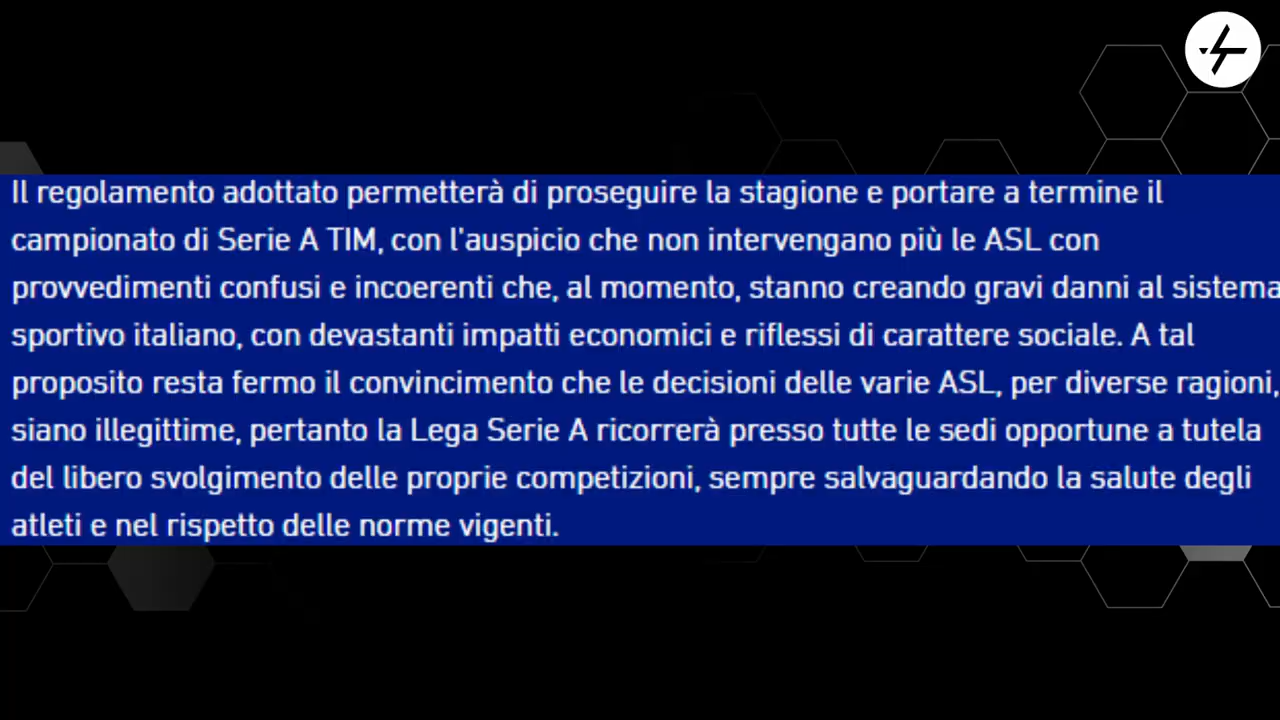 Il regolamento adottato permetterà di proseguire la stagione e portare a termine il
campionato di Serie A TIM, con l'auspicio che non intervengano più le ASL con
provvedimenti confusi e incoerenti che, al momento, stanno creando gravi danni al sistema
sportivo italiano, con devastanti impatti economici e riflessi di carattere sociale. A tal
proposito resta fermo il convincimento che le decisioni delle varie ASL, per diverse ragioni,
siano illegittime, pertanto la Lega Serie A ricorrerà presso tutte le sedi opportune a tutela
del libero svolgimento delle proprie competizioni, sempre salvaguardando la salute degli
atleti e nel rispetto delle norme vigenti.